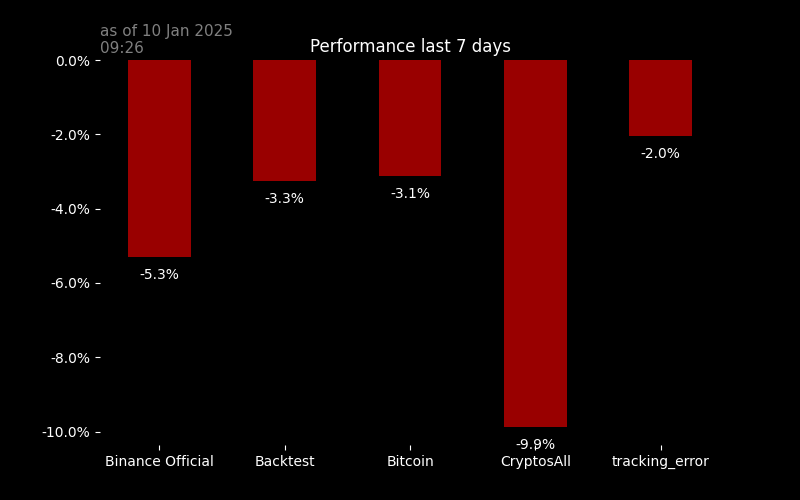 as of 10 Jan 2025
09:26
Performance last 7 days
0.0%
-2.0%
-4.0%
-6.0%
-8.0%
-10.0%
-5.3%
-3.3%
-3.1%
-9.9%
-2.0%
Binance Official
Backtest
Bitcoin
CryptosAll
tracking_error